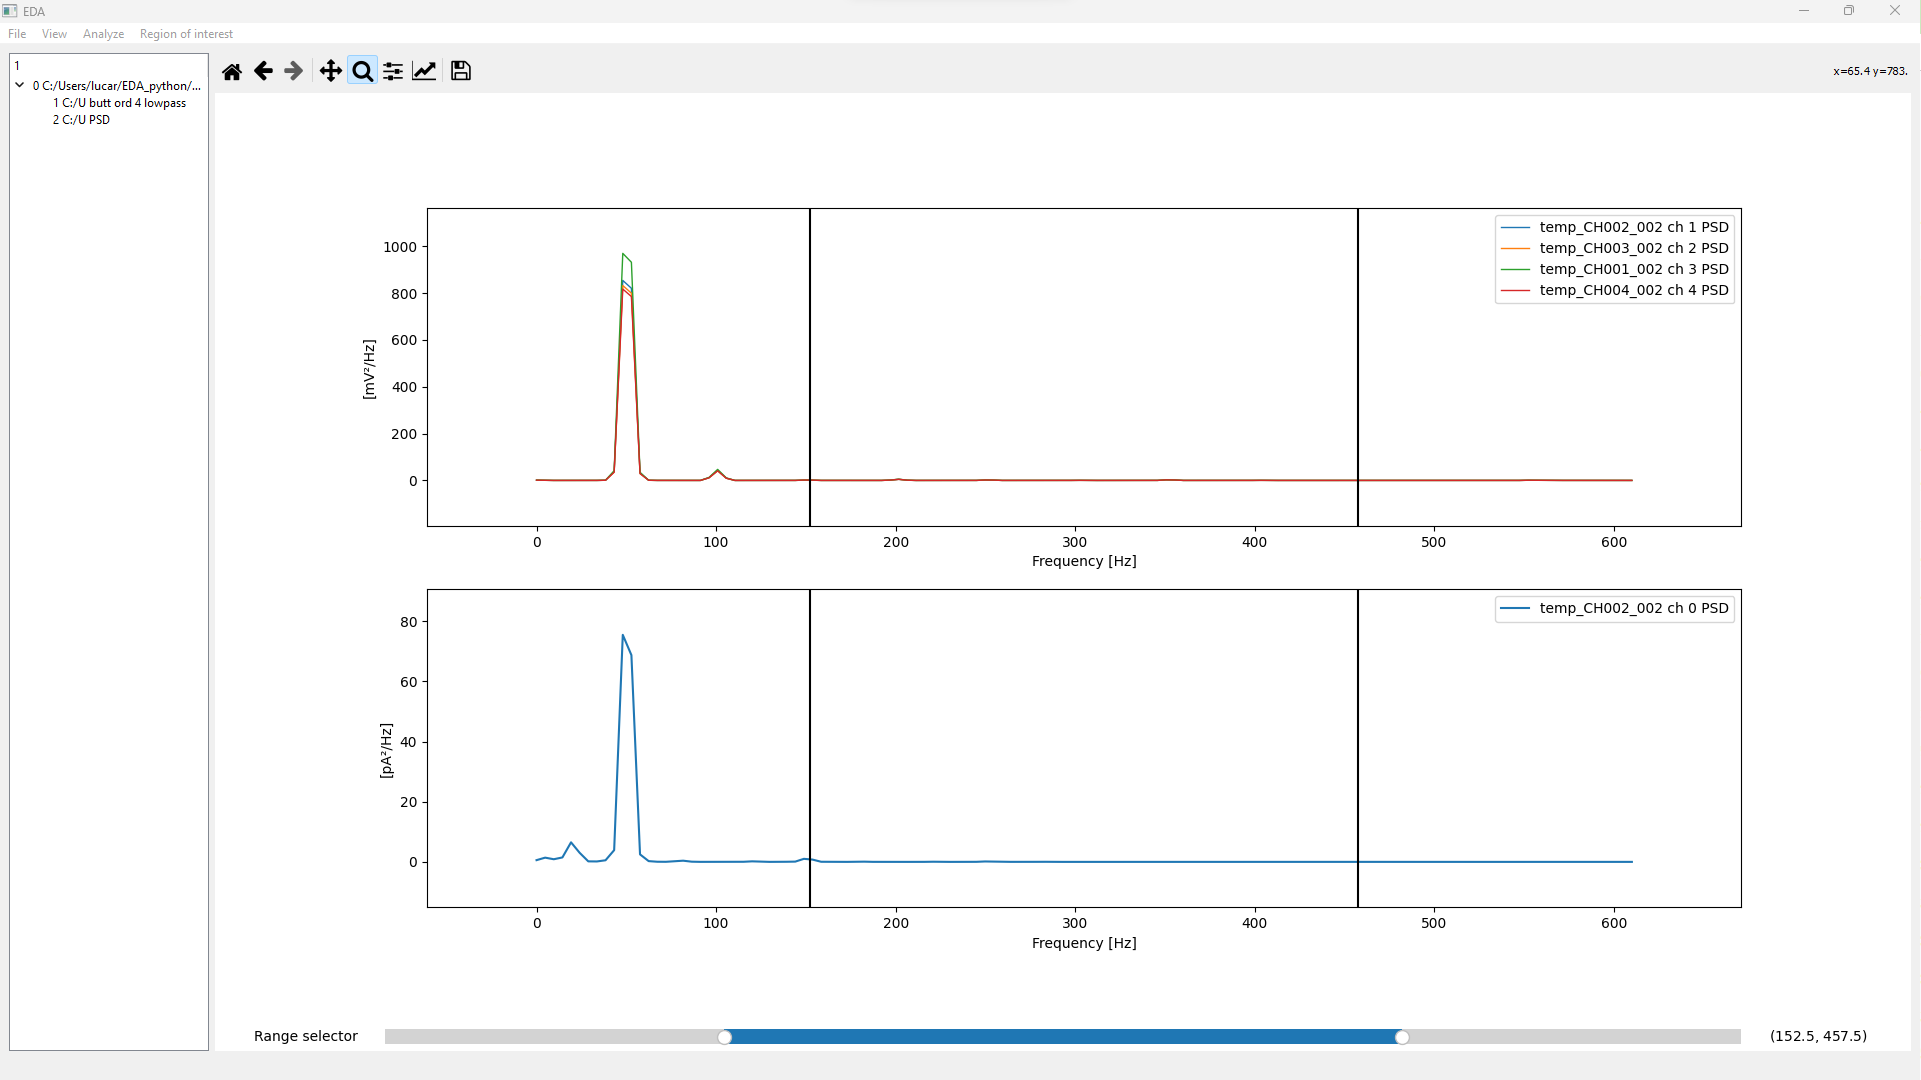 EDA
File View Analyze Region of interest
1
0 C:/Users/lucar/EDA_python/...
1 C:/U butt ord 4 lowpass
2 C:/U PSD
x=65.4 y=783.
1000
800
600
400
200
0
[mV²/Hz]
temp_CH002_002 ch 1 PSD
temp_CH003_002 ch 2 PSD
temp_CH001_002 ch 3 PSD
temp_CH004_002 ch 4 PSD
0 100 200 300 400 500 600
Frequency [Hz]
80
60
40
20
0
[pA²/Hz]
temp_CH002_002 ch 0 PSD
0 100 200 300 400 500 600
Frequency [Hz]
Range selector (152.5, 457.5)